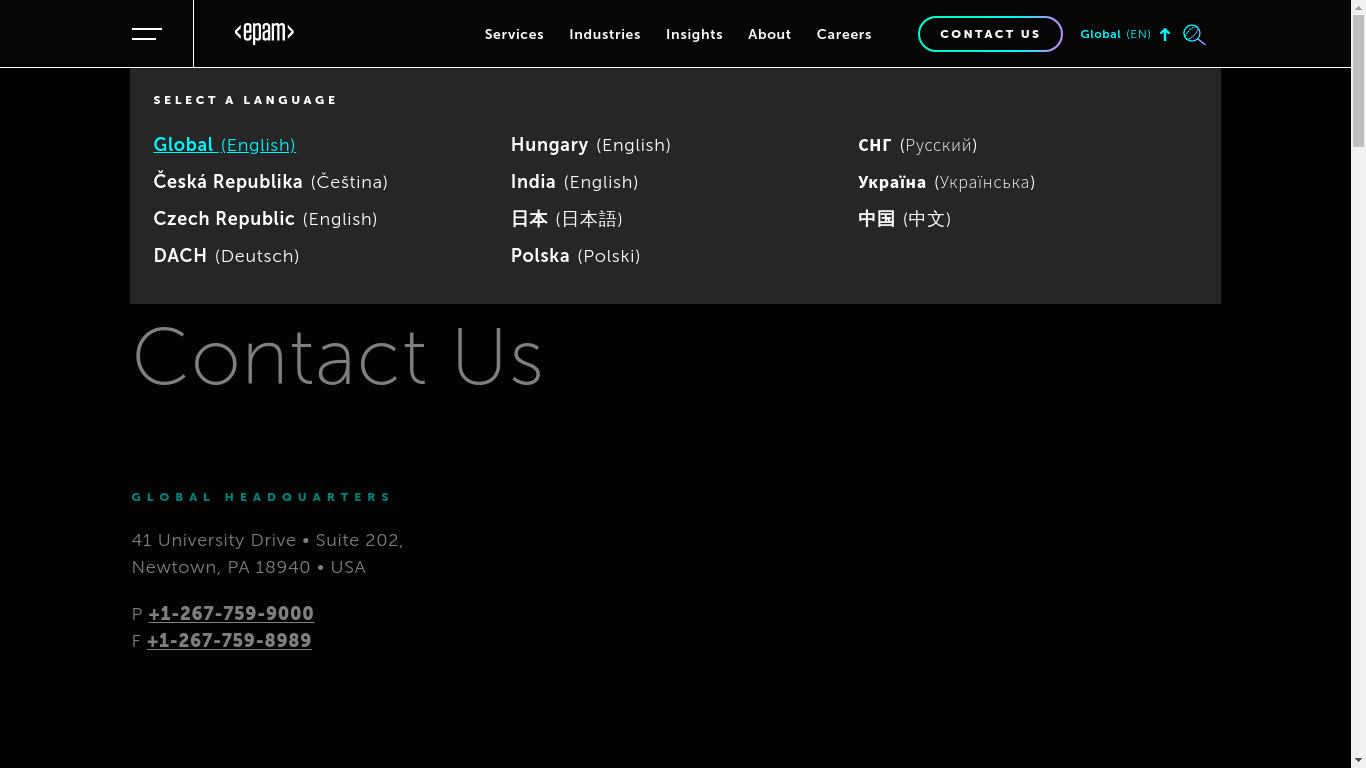 <epam>
Services Industries Insights About Careers CONTACT US Global (EN)
SELECT A LANGUAGE
Global (English) Hungary (English) СНГ (Русский)
Česká Republika (Čeština) India (English) Україна (Українська)
Czech Republic (English) 日本 (日本語) 中国 (中文)
DACH (Deutsch) Polska (Polski)
Contact Us
GLOBAL HEADQUARTERS
41 University Drive • Suite 202,
Newtown, PA 18940 • USA
P +1-267-759-9000
F +1-267-759-8989